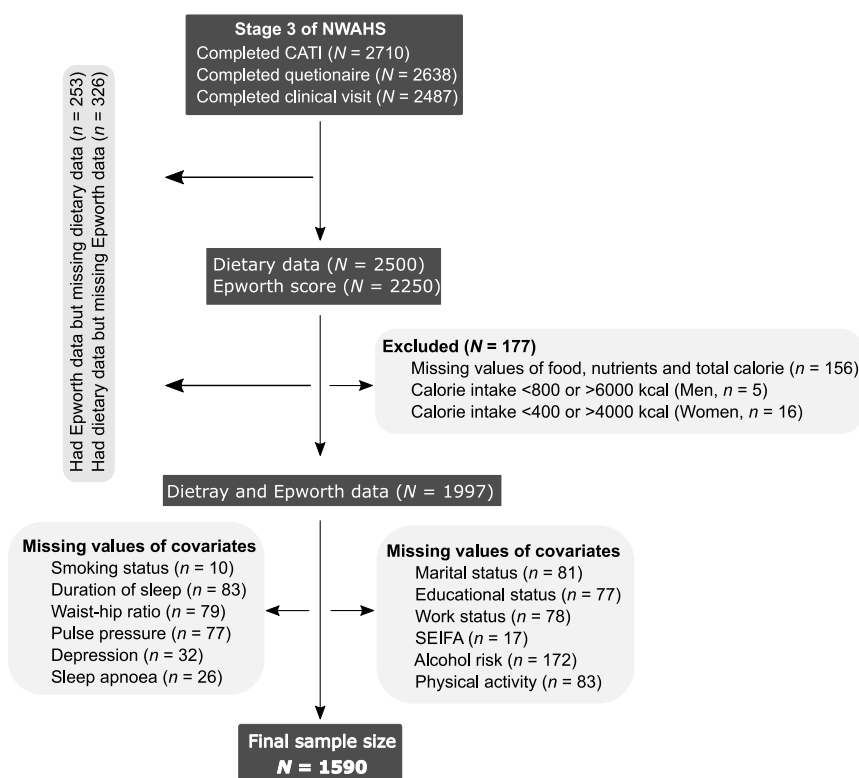 Stage 3 of NWAHS
Completed CATI (N = 2710)
Completed quetionaire (N = 2638)
Completed clinical visit (N = 2487)
Had Epworth data but missing dietary data (n = 253)
Had dietary data but missing Epworth data (n = 326)
Dietary data (N = 2500)
Epworth score (N = 2250)
Excluded (N = 177)
Missing values of food, nutrients and total calorie (n = 156)
Calorie intake <800 or >6000 kcal (Men, n = 5)
Calorie intake <400 or >4000 kcal (Women, n = 16)
Dietray and Epworth data (N = 1997)
Missing values of covariates
Smoking status (n = 10)
Duration of sleep (n = 83)
Waist-hip ratio (n = 79)
Pulse pressure (n = 77)
Depression (n = 32)
Sleep apnoea (n = 26)
Missing values of covariates
Marital status (n = 81)
Educational status (n = 77)
Work status (n = 78)
SEIFA (n = 17)
Alcohol risk (n = 172)
Physical activity (n = 83)
Final sample size
N = 1590